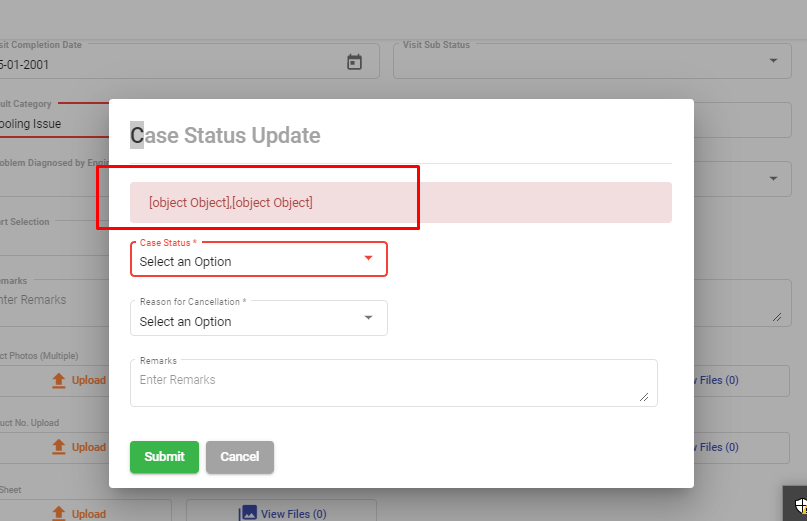 sit Completion Date
Visit Sub Status
5-01-2001
ult Category
ooling Issue
Case Status Update
oblem Diagnosed by Engi
[object Object],[object Object]
rt Selection
Case Status *
Select an Option
marks
nter Remarks
Reason for Cancellation *
Select an Option
ct Photos (Multiple)
Remarks
Enter Remarks
Upload
v Files (0)
uct No. Upload
Upload
v Files (0)
Submit
Cancel
Sheet
Upload
View Files (0)